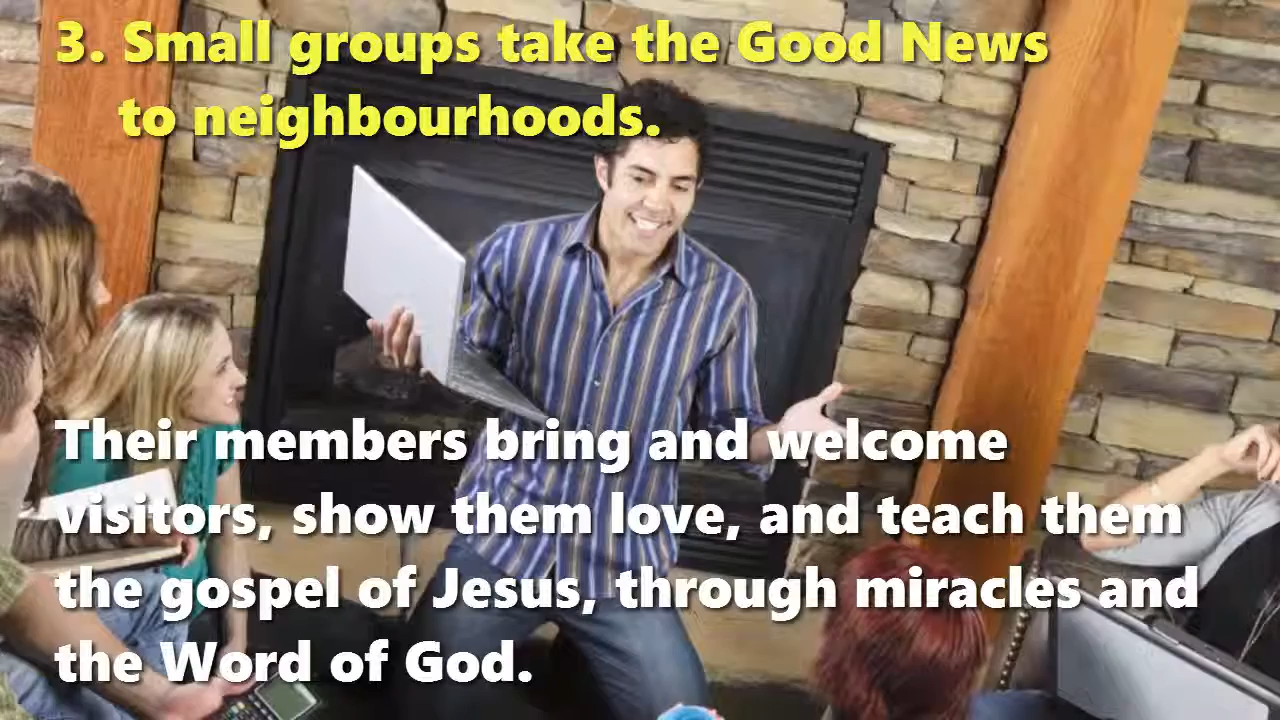 3. Small groups take the Good News
to neighbourhoods.
Their members bring and welcome
visitors, show them love, and teach them
the gospel of Jesus, through miracles and
the Word of God.